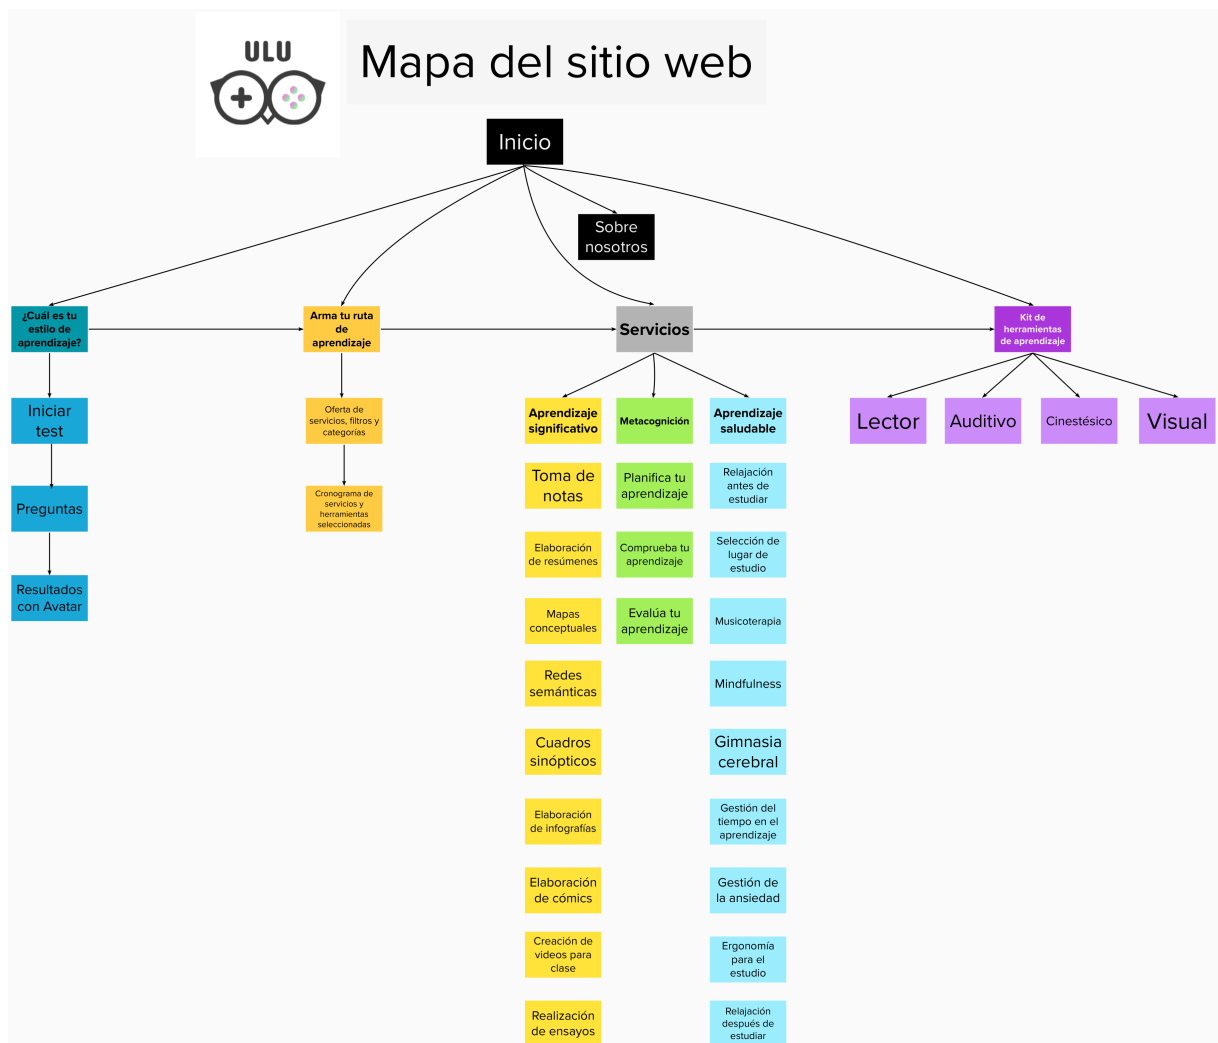 ULU
Mapa del sitio web
Inicio
Sobre
nosotros
¿Cuál es tu
estilo de
aprendizaje?
Arma tu ruta
de
aprendizaje
Servicios
Kit de
herramientas
de aprendizaje
Iniciar
test
Preguntas
Resultados
con Avatar
Oferta de
servicios, filtros y
categorías
Cronograma de
servicios y
herramientas
seleccionadas
Aprendizaje
significativo
Toma de
notas
Elaboración
de resúmenes
Mapas
conceptuales
Redes
semánticas
Cuadros
sinópticos
Elaboración
de infografías
Elaboración
de cómics
Creación de
videos para
clase
Realización
de ensayos
Metacognición
Planifica tu
aprendizaje
Comprueba tu
aprendizaje
Evalúa tu
aprendizaje
Aprendizaje
saludable
Relajación
antes de
estudiar
Selección de
lugar de
estudio
Musicoterapia
Mindfulness
Gimnasia
cerebral
Gestión del
tiempo en el
aprendizaje
Gestión de
la ansiedad
Ergonomía
para el
estudio
Relajación
después de
estudiar
Lector
Auditivo
Cinestésico
Visual